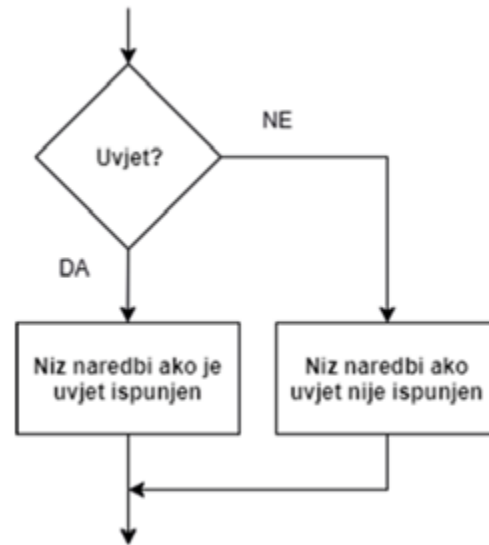 Uvjet?
NE
DA
Niz naredbi ako je
uvjet ispunjen
Niz naredbi ako
uvjet nije ispunjen